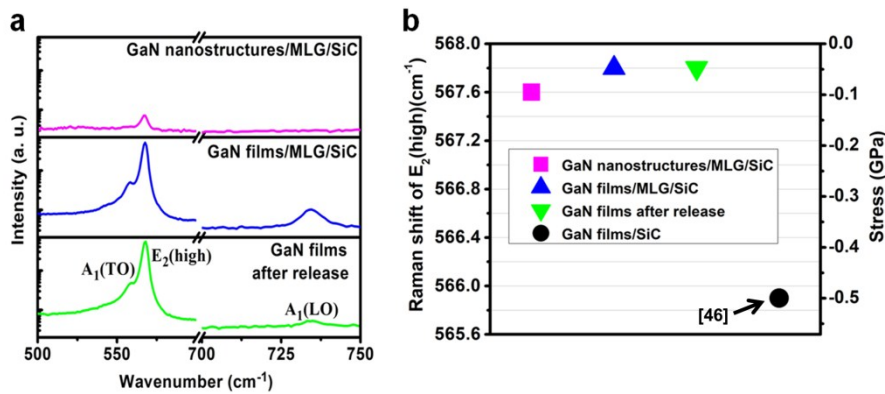 a
GaN nanostructures/MLG/SiC
GaN films/MLG/SiC
GaN films
after release
A1(TO)
E2(high)
A1(LO)
Intensity (a. u.)
500
550
600
700
750
Wavenumber (cm-1)
b
Raman shift of E2(high)(cm-1)
568.0
567.6
567.2
566.8
566.4
566.0
565.6
GaN nanostructures/MLG/SiC
GaN films/MLG/SiC
GaN films after release
GaN films/SiC
[46]
0.0
-0.1
-0.2
-0.3
-0.4
-0.5
Stress (GPa)